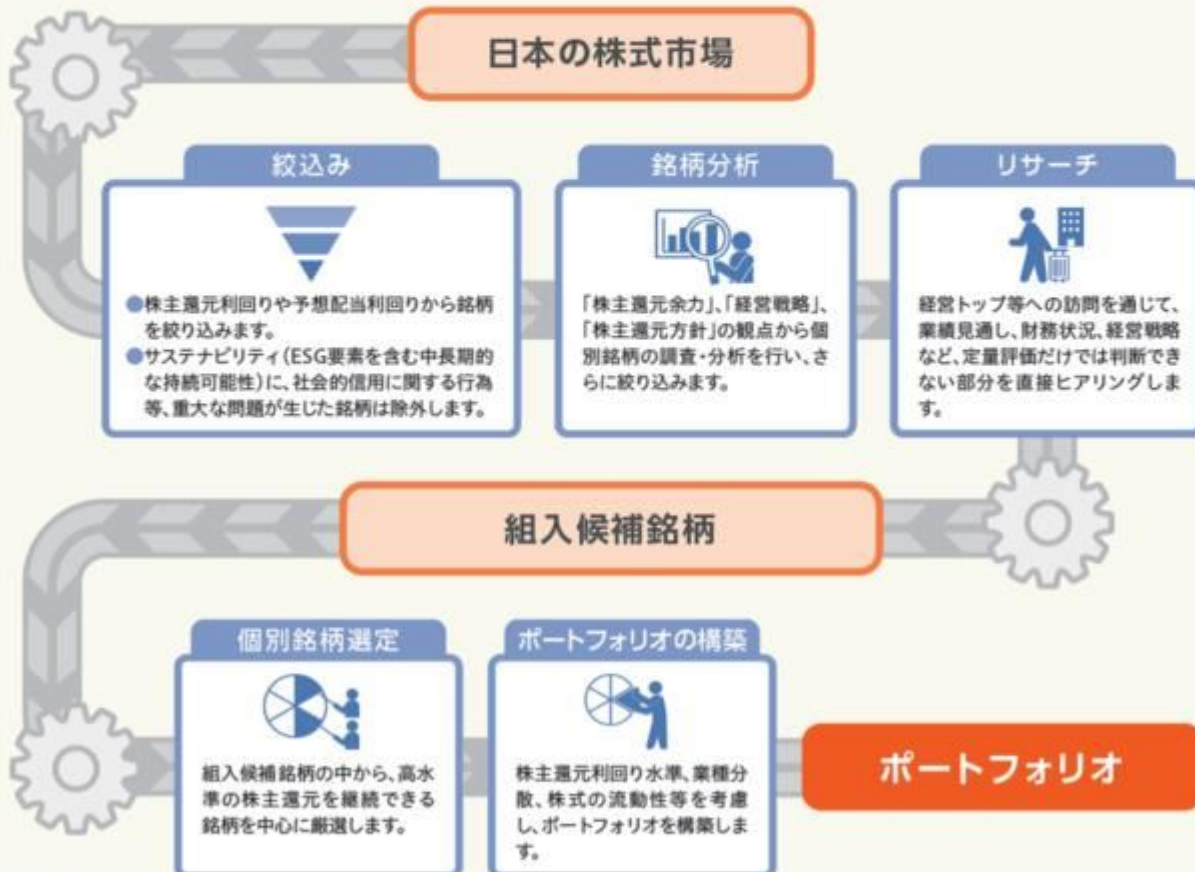 日本の株式市場
絞込み
●株主還元利回りや予想配当利回りから銘柄
を絞り込みます。
●サステナビリティ(ESG要素を含む中長期的
な持続可能性)に、社会的信用に関する行為
等、重大な問題が生じた銘柄は除外します。
銘柄分析
「株主還元余力」、「経営戦略」、
「株主還元方針」の観点から個
別銘柄の調査・分析を行い、さ
らに絞り込みます。
リサーチ
経営トップ等への訪問を通じて、
業績見通し、財務状況、経営戦略
など、定量評価だけでは判断でき
ない部分を直接ヒアリングしま
す。
組入候補銘柄
個別銘柄選定
組入候補銘柄の中から、高水
準の株主還元を継続できる
銘柄を中心に厳選します。
ポートフォリオの構築
株主還元利回り水準、業種分
散、株式の流動性等を考慮
し、ポートフォリオを構築しま
す。
ポートフォリオ